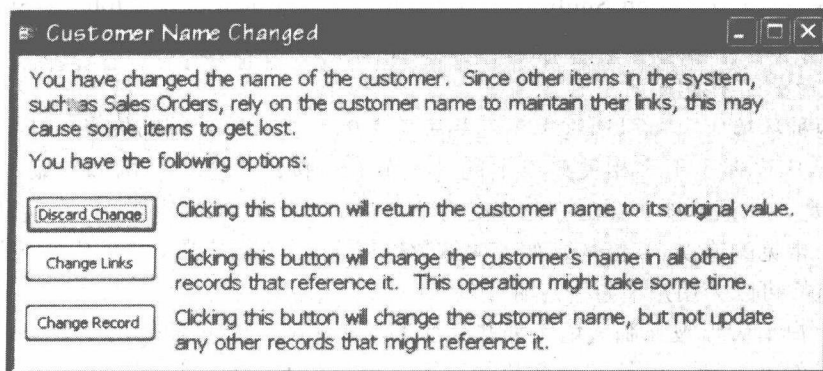 Customer Name Changed
You have changed the name of the customer. Since other items in the system,
such as Sales Orders, rely on the customer name to maintain their links, this may
cause some items to get lost.
You have the following options:
Discard Change Clicking this button will return the customer name to its original value.
Change Links Clicking this button will change the customer's name in all other
records that reference it. This operation might take some time.
Change Record Clicking this button will change the customer name, but not update
any other records that might reference it.